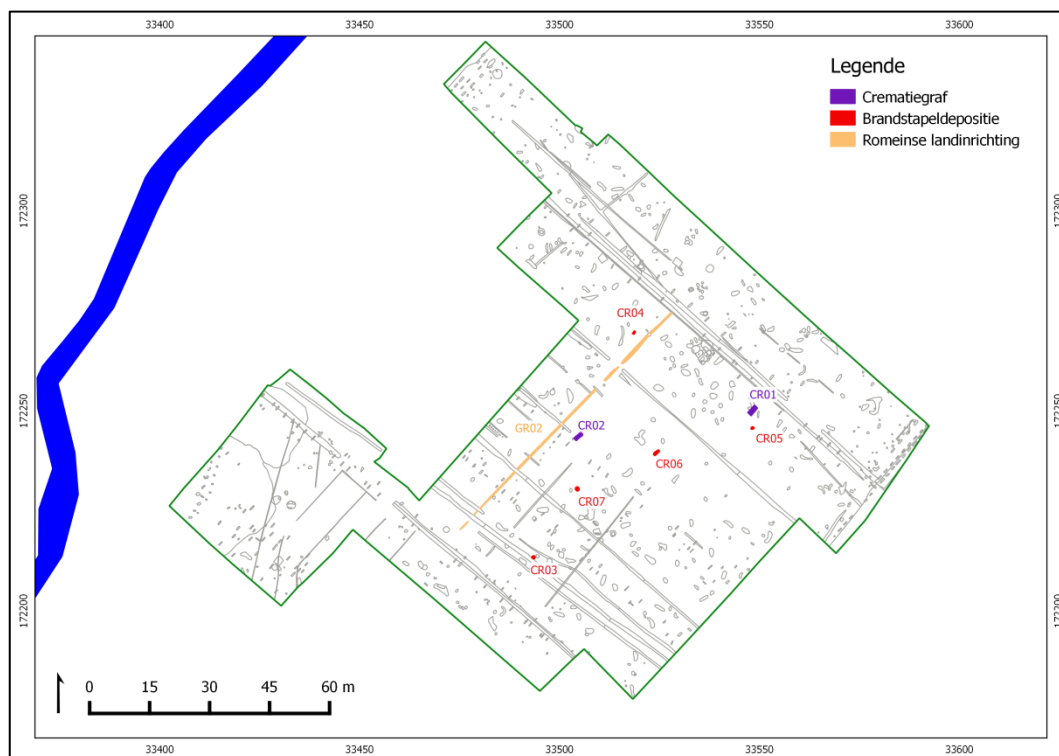 33400 33450 33500 33550 33600
Legende
Crematiegraf
Brandstapeldepositie
Romeinse landinrichting
172300 172300
CR04
CR01
172250 172250
GR02 CR02 CR05
CR06
CR07
CR03
172200 172200
0 15 30 45 60 m
33400 33450 33500 33550 33600